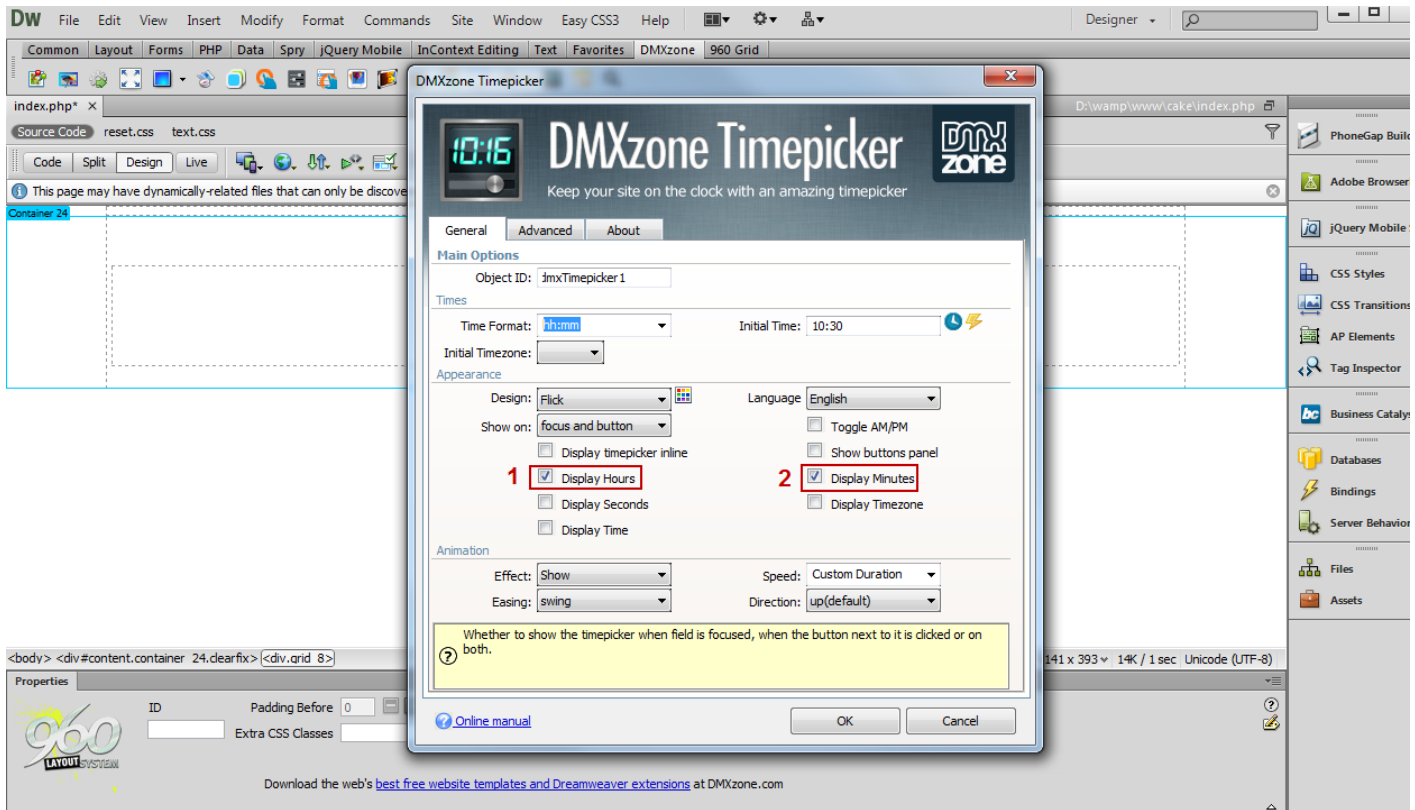 DW File Edit View Insert Modify Format Commands Site Window Easy CSS3 Help Designer
Common Layout Forms PHP Data Spry jQuery Mobile InContext Editing Text Favorites DMXzone 960 Grid
DMXzone Timepicker
index.php* D:\wamp\www\cake\index.php
Source Code reset.css text.css
Code Split Design Live
This page may have dynamically-related files that can only be discove
Container 24
10:16
DMXzone Timepicker
DMX zone
Keep your site on the clock with an amazing timepicker
General Advanced About
Main Options
Object ID: dmxTimepicker1
Times
Time Format: hh:mm Initial Time: 10:30
Initial Timezone:
Appearance
Design: Flick Language English
Show on: focus and button Toggle AM/PM
Display timepicker inline Show buttons panel
1 Display Hours 2 Display Minutes
Display Seconds Display Timezone
Display Time
Animation
Effect: Show Speed: Custom Duration
Easing: swing Direction: up(default)
Whether to show the timepicker when field is focused, when the button next to it is clicked or on
both.
Online manual OK Cancel
PhoneGap Build
Adobe Browser
jQuery Mobile
CSS Styles
CSS Transitions
AP Elements
Tag Inspector
Business Cataly
Databases
Bindings
Server Behavior
Files
Assets
<body> <div#content.container_24.clearfix> <div.grid_8> 141 x 393 14K / 1 sec Unicode (UTF-8)
Properties
ID Padding Before 0
Extra CSS Classes
960
LAYOUT SYSTEM
Download the web's best free website templates and Dreamweaver extensions at DMXzone.com